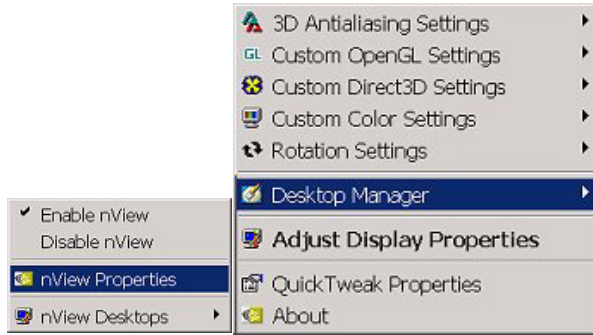 3D Antialiasing Settings
GL Custom OpenGL Settings
Custom Direct3D Settings
Custom Color Settings
Rotation Settings
Desktop Manager
Adjust Display Properties
QuickTweak Properties
About
Enable nView
Disable nView
nView Properties
nView Desktops